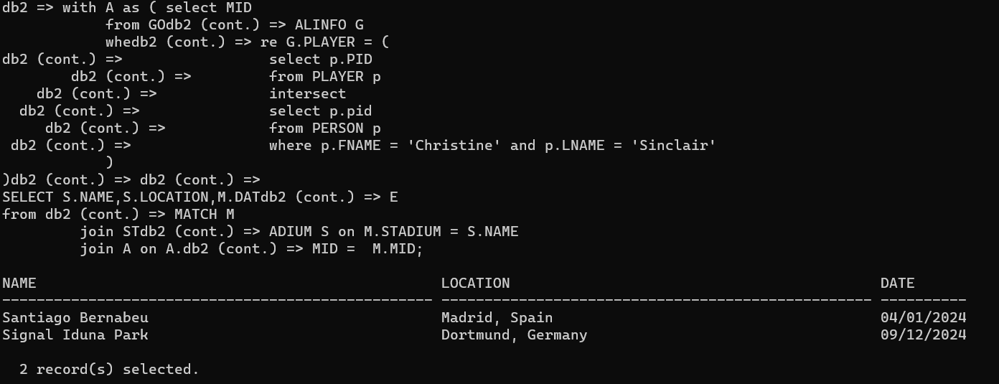 db2 => with A as ( select MID
            from GOdb2 (cont.) => ALINFO G
            whedb2 (cont.) => re G.PLAYER = (
db2 (cont.) =>                 select p.PID
        db2 (cont.) =>         from PLAYER p
    db2 (cont.) =>             intersect
  db2 (cont.) =>               select p.pid
     db2 (cont.) =>            from PERSON p
 db2 (cont.) =>                where p.FNAME = 'Christine' and p.LNAME = 'Sinclair'
            )
)db2 (cont.) => db2 (cont.) =>
SELECT S.NAME,S.LOCATION,M.DATdb2 (cont.) => E
from db2 (cont.) => MATCH M
         join STdb2 (cont.) => ADIUM S on M.STADIUM = S.NAME
         join A on A.db2 (cont.) => MID =  M.MID;
NAME                                               LOCATION                                           DATE
-------------------------------------------------- -------------------------------------------------- ----------
Santiago Bernabeu                                  Madrid, Spain                                      04/01/2024
Signal Iduna Park                                  Dortmund, Germany                                  09/12/2024
  2 record(s) selected.